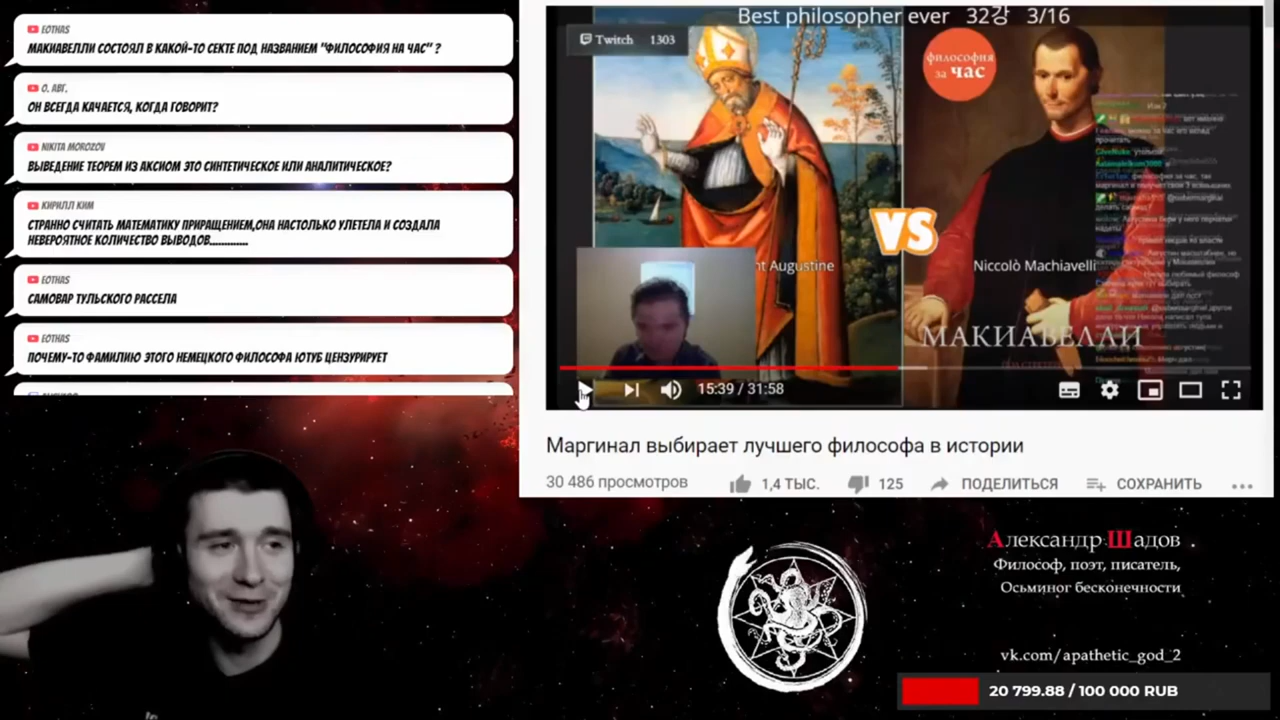 EOTHAS
МАКИАВЕЛЛИ СОСТОЯЛ В КАКОЙ-ТО СЕКТЕ ПОД НАЗВАНИЕМ "ФИЛОСОФИЯ НА ЧАС" ?
О. АВГ.
ОН ВСЕГДА КАЧАЕТСЯ, КОГДА ГОВОРИТ?
NIKITA MOROZOV
ВЫВЕДЕНИЕ ТЕОРЕМ ИЗ АКСИОМ ЭТО СИНТЕТИЧЕСКОЕ ИЛИ АНАЛИТИЧЕСКОЕ?
КИРИЛЛ КИМ
СТРАННО СЧИТАТЬ МАТЕМАТИКУ ПРИРАЩЕНИЕМ,ОНА НАСТОЛЬКО УЛЕТЕЛА И СОЗДАЛА
НЕВЕРОЯТНОЕ КОЛИЧЕСТВО ВЫВОДОВ.............
EOTHAS
САМОВАР ТУЛЬСКОГО РАССЕЛА
EOTHAS
ПОЧЕМУ-ТО ФАМИЛИЮ ЭТОГО НЕМЕЦКОГО ФИЛОСОФА ЮТУБ ЦЕНЗУРИРУЕТ
Best philosopher ever 32강 3/16
Twitch 1303
философия
за час
VS
nt Augustine
Niccolò Machiavelli
МАКИАВЕЛЛИ
15:39 / 31:58
Маргинал выбирает лучшего философа в истории
30 486 просмотров
1,4 ТЫС.
125
ПОДЕЛИТЬСЯ
СОХРАНИТЬ
Александр Шадов .
Философ, поэт, писатель,
Осьминог бесконечности
vk.com/apathetic_god_2
20 799.88 / 100 000 RUB